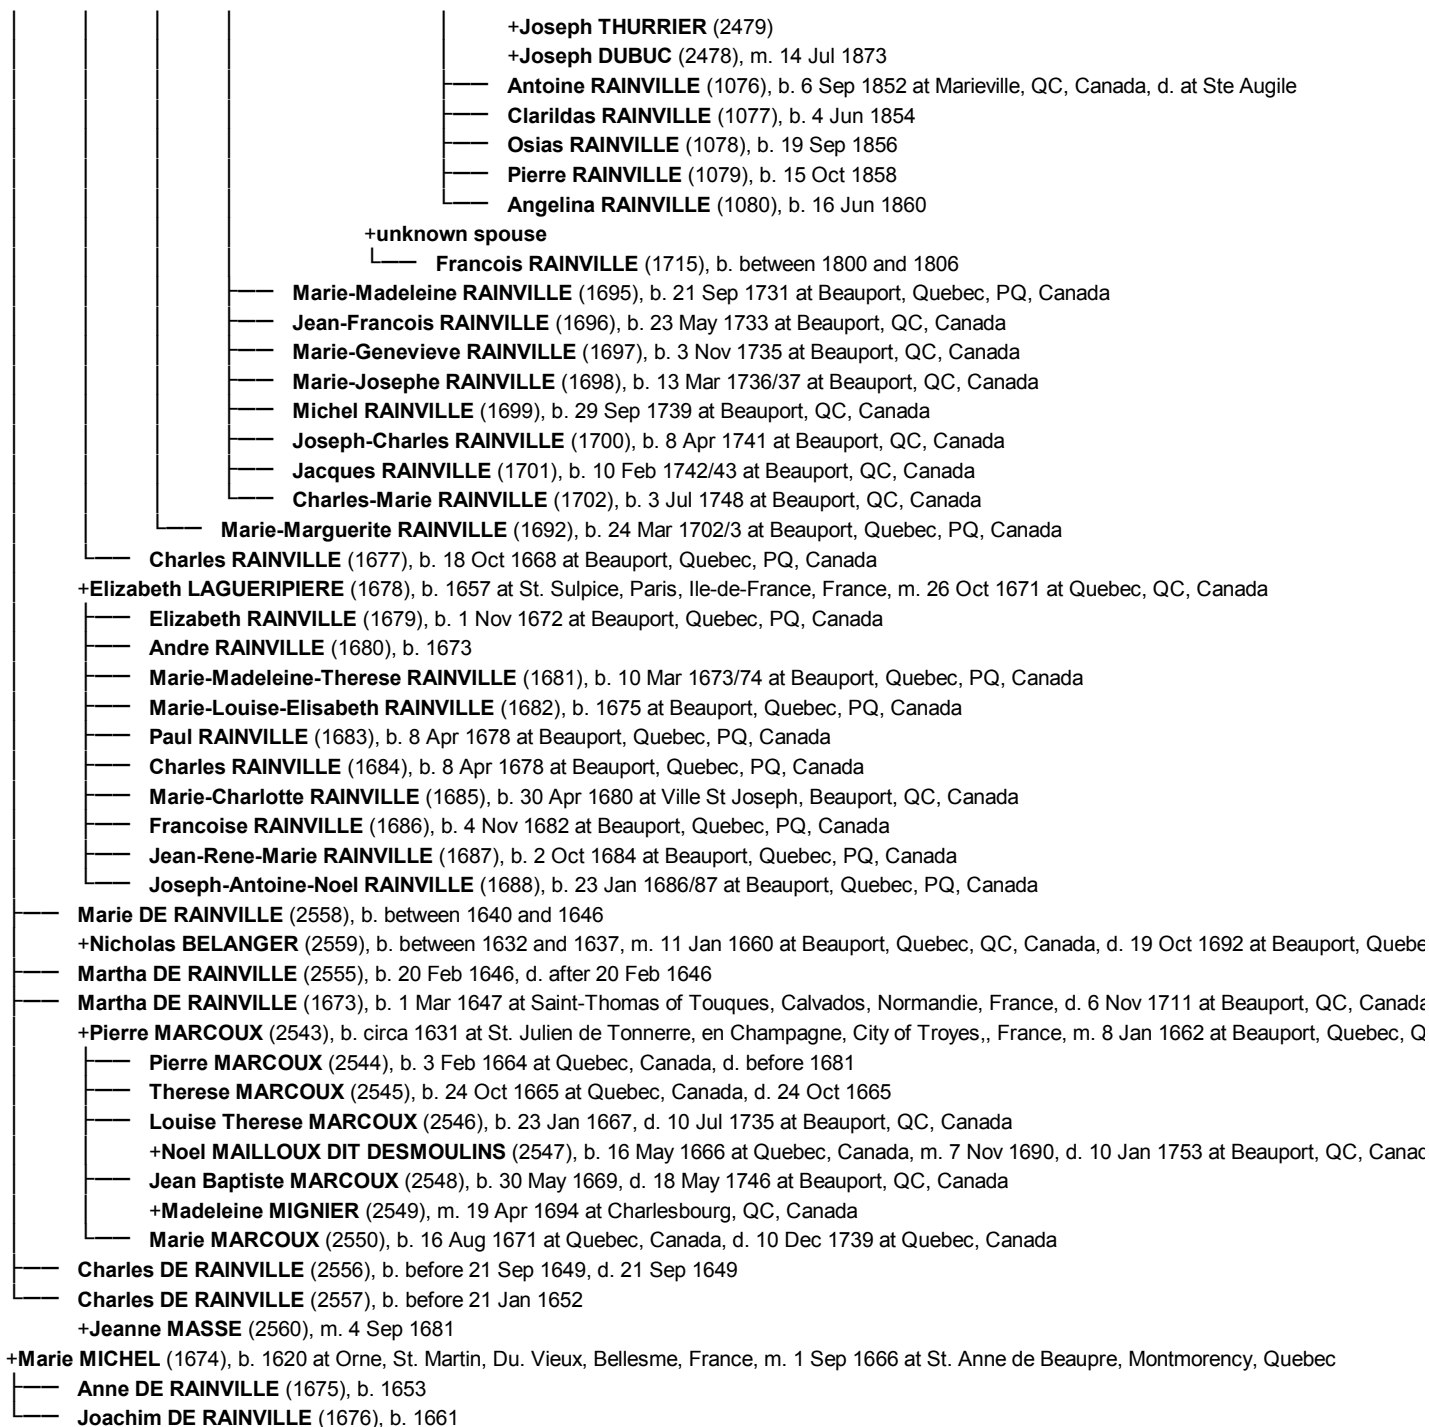 +Joseph THURRIER (2479)
+Joseph DUBUC (2478), m. 14 Jul 1873
Antoine RAINVILLE (1076), b. 6 Sep 1852 at Marieville, QC, Canada, d. at Ste Augile
Clarildas RAINVILLE (1077), b. 4 Jun 1854
Osias RAINVILLE (1078), b. 19 Sep 1856
Pierre RAINVILLE (1079), b. 15 Oct 1858
Angelina RAINVILLE (1080), b. 16 Jun 1860
+unknown spouse
Francois RAINVILLE (1715), b. between 1800 and 1806
Marie-Madeleine RAINVILLE (1695), b. 21 Sep 1731 at Beauport, Quebec, PQ, Canada
Jean-Francois RAINVILLE (1696), b. 23 May 1733 at Beauport, QC, Canada
Marie-Genevieve RAINVILLE (1697), b. 3 Nov 1735 at Beauport, QC, Canada
Marie-Josephe RAINVILLE (1698), b. 13 Mar 1736/37 at Beauport, QC, Canada
Michel RAINVILLE (1699), b. 29 Sep 1739 at Beauport, QC, Canada
Joseph-Charles RAINVILLE (1700), b. 8 Apr 1741 at Beauport, QC, Canada
Jacques RAINVILLE (1701), b. 10 Feb 1742/43 at Beauport, QC, Canada
Charles-Marie RAINVILLE (1702), b. 3 Jul 1748 at Beauport, QC, Canada
Marie-Marguerite RAINVILLE (1692), b. 24 Mar 1702/3 at Beauport, Quebec, PQ, Canada
Charles RAINVILLE (1677), b. 18 Oct 1668 at Beauport, Quebec, PQ, Canada
+Elizabeth LAGUERIPIERE (1678), b. 1657 at St. Sulpice, Paris, Ile-de-France, France, m. 26 Oct 1671 at Quebec, QC, Canada
Elizabeth RAINVILLE (1679), b. 1 Nov 1672 at Beauport, Quebec, PQ, Canada
Andre RAINVILLE (1680), b. 1673
Marie-Madeleine-Therese RAINVILLE (1681), b. 10 Mar 1673/74 at Beauport, Quebec, PQ, Canada
Marie-Louise-Elisabeth RAINVILLE (1682), b. 1675 at Beauport, Quebec, PQ, Canada
Paul RAINVILLE (1683), b. 8 Apr 1678 at Beauport, Quebec, PQ, Canada
Charles RAINVILLE (1684), b. 8 Apr 1678 at Beauport, Quebec, PQ, Canada
Marie-Charlotte RAINVILLE (1685), b. 30 Apr 1680 at Ville St Joseph, Beauport, QC, Canada
Francoise RAINVILLE (1686), b. 4 Nov 1682 at Beauport, Quebec, PQ, Canada
Jean-Rene-Marie RAINVILLE (1687), b. 2 Oct 1684 at Beauport, Quebec, PQ, Canada
Joseph-Antoine-Noel RAINVILLE (1688), b. 23 Jan 1686/87 at Beauport, Quebec, PQ, Canada
Marie DE RAINVILLE (2558), b. between 1640 and 1646
+Nicholas BELANGER (2559), b. between 1632 and 1637, m. 11 Jan 1660 at Beauport, Quebec, QC, Canada, d. 19 Oct 1692 at Beauport, Quebe
Martha DE RAINVILLE (2555), b. 20 Feb 1646, d. after 20 Feb 1646
Martha DE RAINVILLE (1673), b. 1 Mar 1647 at Saint-Thomas of Touques, Calvados, Normandie, France, d. 6 Nov 1711 at Beauport, QC, Canada
+Pierre MARCOUX (2543), b. circa 1631 at St. Julien de Tonnerre, en Champagne, City of Troyes,, France, m. 8 Jan 1662 at Beauport, Quebec, Q
Pierre MARCOUX (2544), b. 3 Feb 1664 at Quebec, Canada, d. before 1681
Therese MARCOUX (2545), b. 24 Oct 1665 at Quebec, Canada, d. 24 Oct 1665
Louise Therese MARCOUX (2546), b. 23 Jan 1667, d. 10 Jul 1735 at Beauport, QC, Canada
+Noel MAILLOUX DIT DESMOULINS (2547), b. 16 May 1666 at Quebec, Canada, m. 7 Nov 1690, d. 10 Jan 1753 at Beauport, QC, Canad
Jean Baptiste MARCOUX (2548), b. 30 May 1669, d. 18 May 1746 at Beauport, QC, Canada
+Madeleine MIGNIER (2549), m. 19 Apr 1694 at Charlesbourg, QC, Canada
Marie MARCOUX (2550), b. 16 Aug 1671 at Quebec, Canada, d. 10 Dec 1739 at Quebec, Canada
Charles DE RAINVILLE (2556), b. before 21 Sep 1649, d. 21 Sep 1649
Charles DE RAINVILLE (2557), b. before 21 Jan 1652
+Jeanne MASSE (2560), m. 4 Sep 1681
+Marie MICHEL (1674), b. 1620 at Orne, St. Martin, Du. Vieux, Bellesme, France, m. 1 Sep 1666 at St. Anne de Beaupre, Montmorency, Quebec
Anne DE RAINVILLE (1675), b. 1653
Joachim DE RAINVILLE (1676), b. 1661